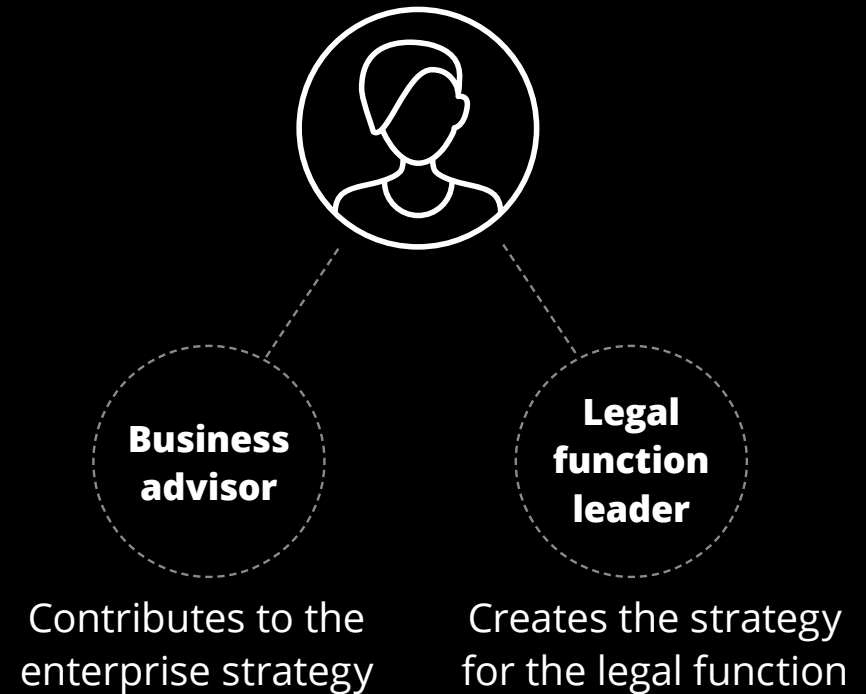 Business
advisor
Legal
function
leader
Contributes to the
enterprise strategy
Creates the strategy
for the legal function